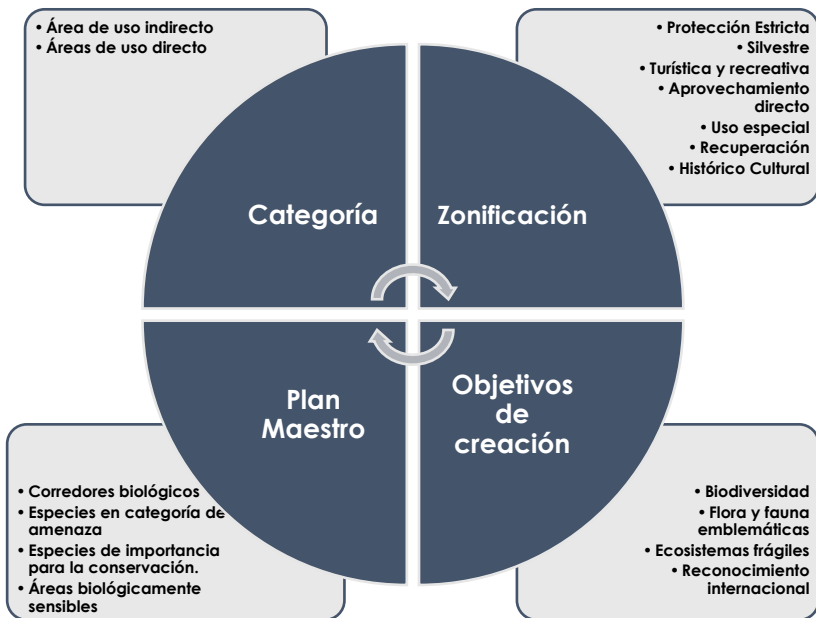 • Área de uso indirecto
• Áreas de uso directo
• Protección Estricta
• Silvestre
• Turística y recreativa
• Aprovechamiento
directo
• Uso especial
• Recuperación
• Histórico Cultural
Categoría
Zonificación
Plan
Maestro
Objetivos
de
creación
• Corredores biológicos
• Especies en categoría de
amenaza
• Especies de importancia
para la conservación.
• Áreas biológicamente
sensibles
• Biodiversidad
• Flora y fauna
emblemáticas
• Ecosistemas frágiles
• Reconocimiento
internacional